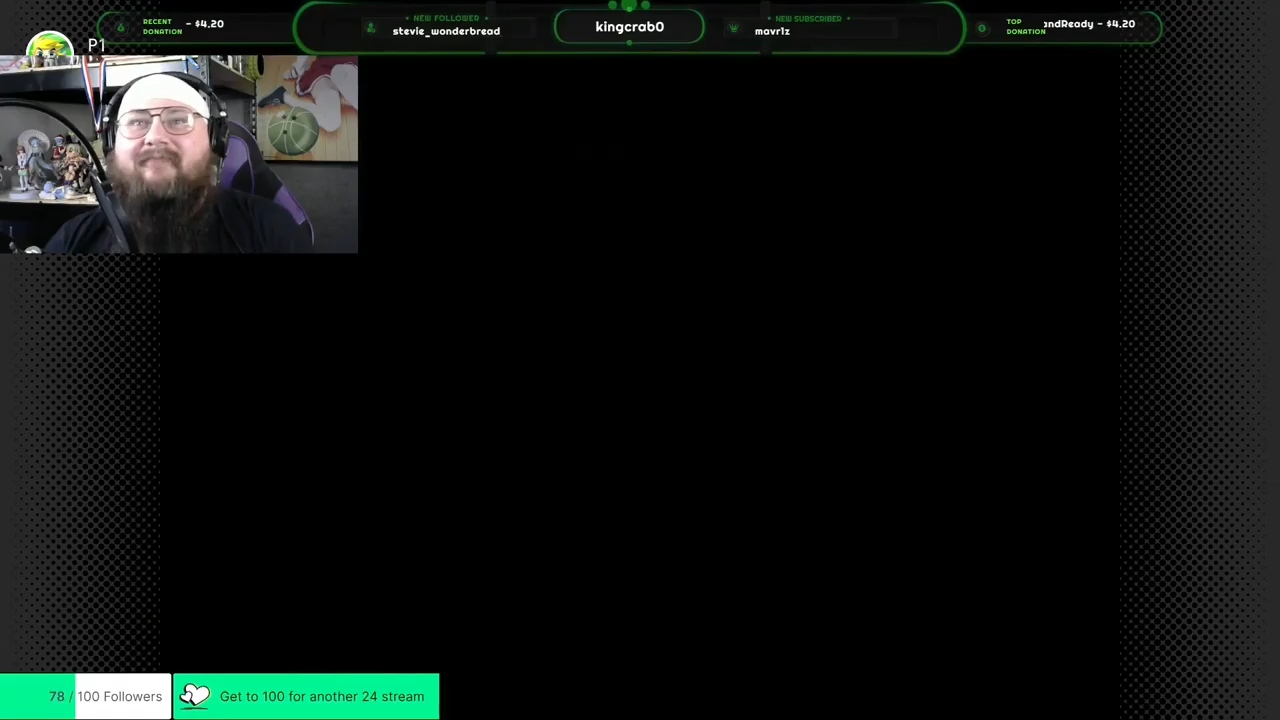 RECENT
DONATION
- $4.20
NEW FOLLOWER
stevie_wonderbread
kingcrab0
NEW SUBSCRIBER
mavr1z
TOP
DONATION
andReady - $4.20
P1
78 / 100 Followers
Get to 100 for another 24 stream